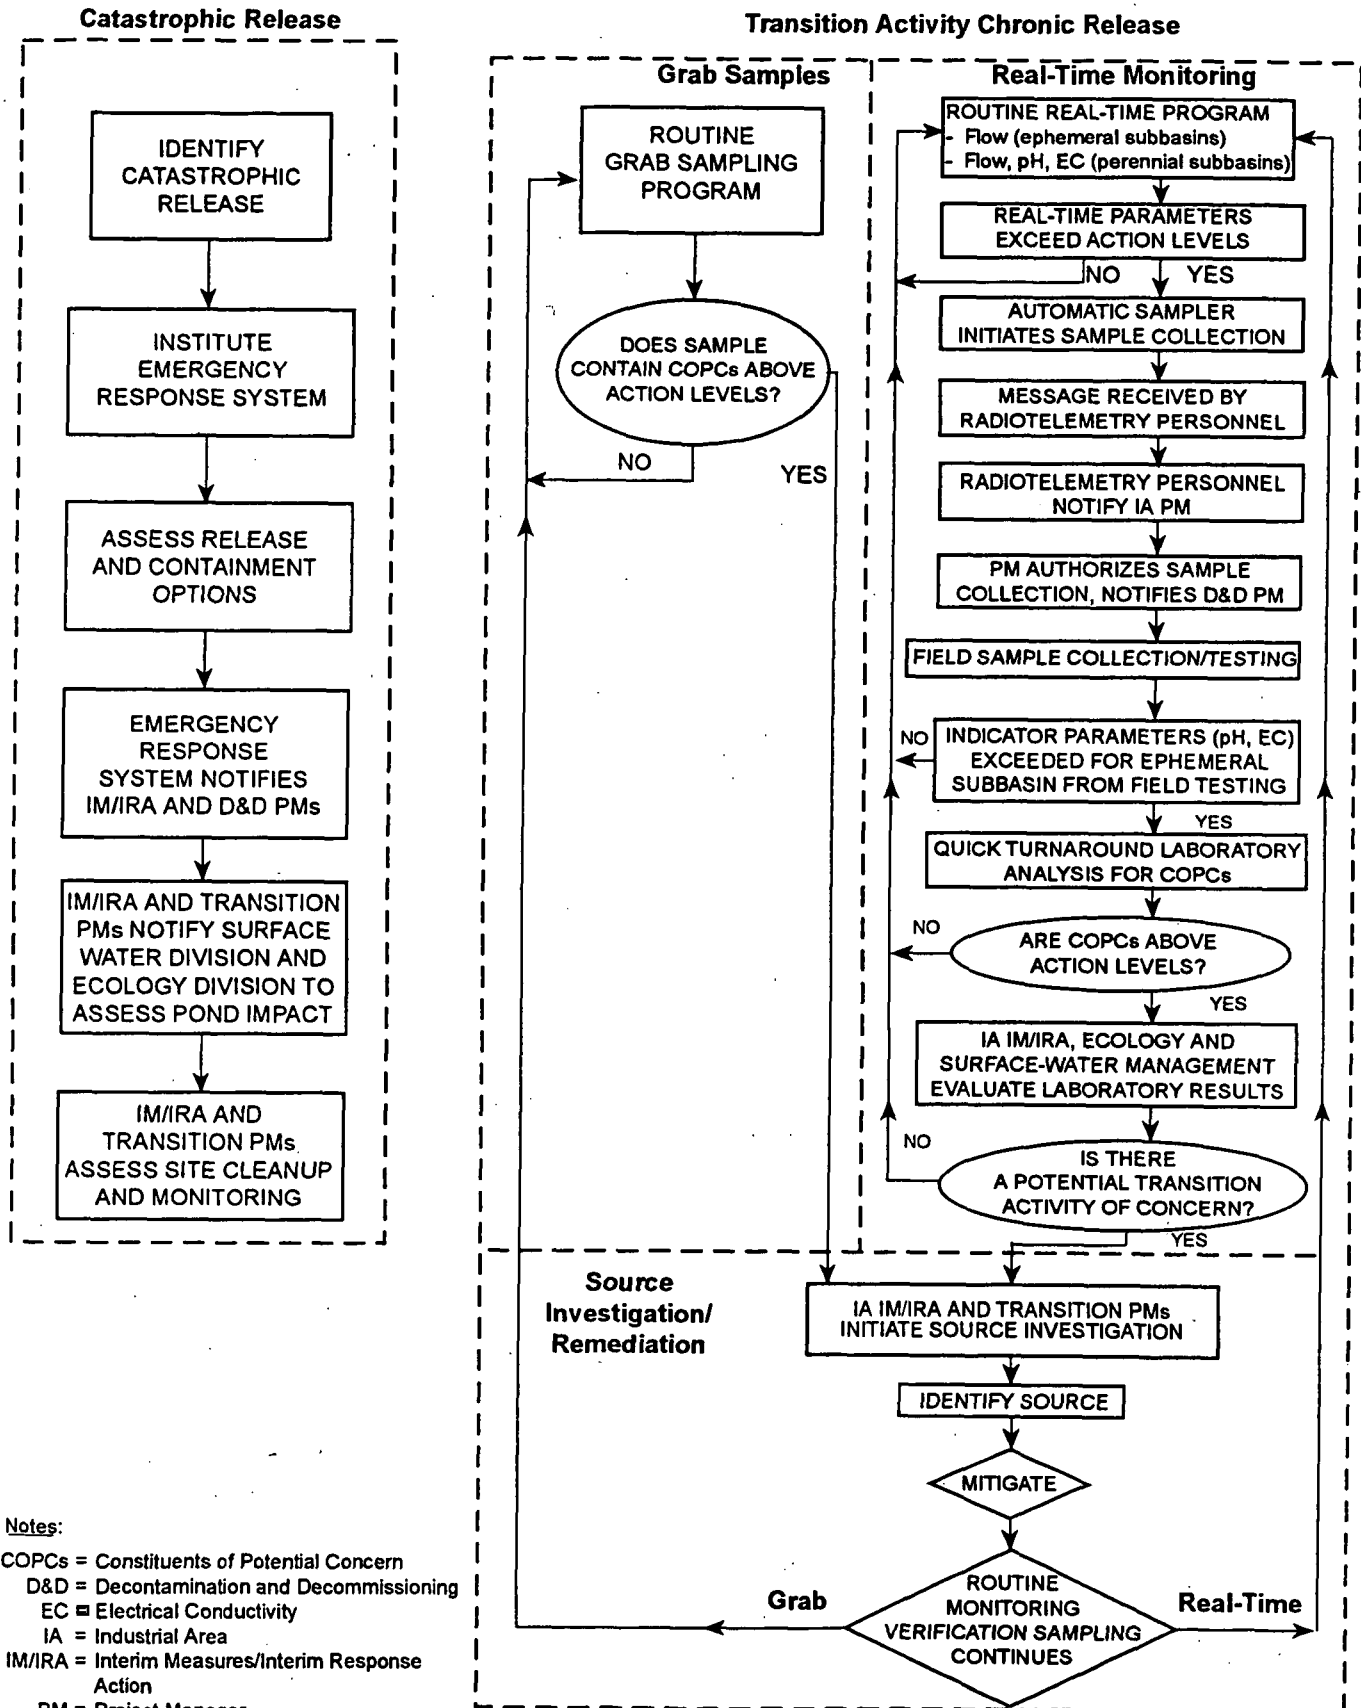 Catastrophic Release
IDENTIFY
CATASTROPHIC
RELEASE
INSTITUTE
EMERGENCY
RESPONSE SYSTEM
ASSESS RELEASE
AND CONTAINMENT
OPTIONS
EMERGENCY
RESPONSE
SYSTEM NOTIFIES
IM/IRA AND D&D PMs
IM/IRA AND TRANSITION
PMs NOTIFY SURFACE
WATER DIVISION AND
ECOLOGY DIVISION TO
ASSESS POND IMPACT
IM/IRA AND
TRANSITION PMs
ASSESS SITE CLEANUP
AND MONITORING
Transition Activity Chronic Release
Grab Samples
ROUTINE
GRAB SAMPLING
PROGRAM
DOES SAMPLE
CONTAIN COPCs ABOVE
ACTION LEVELS?
NO
YES
Real-Time Monitoring
ROUTINE REAL-TIME PROGRAM
- Flow (ephemeral subbasins)
- Flow, pH, EC (perennial subbasins)
REAL-TIME PARAMETERS
EXCEED ACTION LEVELS
NO
YES
AUTOMATIC SAMPLER
INITIATES SAMPLE COLLECTION
MESSAGE RECEIVED BY
RADIOTELEMETRY PERSONNEL
RADIOTELEMETRY PERSONNEL
NOTIFY IA PM
PM AUTHORIZES SAMPLE
COLLECTION, NOTIFIES D&D PM
FIELD SAMPLE COLLECTION/TESTING
NO
INDICATOR PARAMETERS (pH, EC)
EXCEEDED FOR EPHEMERAL
SUBBASIN FROM FIELD TESTING
YES
QUICK TURNAROUND LABORATORY
ANALYSIS FOR COPCs
NO
ARE COPCs ABOVE
ACTION LEVELS?
YES
IA IM/IRA, ECOLOGY AND
SURFACE-WATER MANAGEMENT
EVALUATE LABORATORY RESULTS
NO
IS THERE
A POTENTIAL TRANSITION
ACTIVITY OF CONCERN?
YES
Source
Investigation/
Remediation
IA IM/IRA AND TRANSITION PMs
INITIATE SOURCE INVESTIGATION
IDENTIFY SOURCE
MITIGATE
Grab
ROUTINE
MONITORING
VERIFICATION SAMPLING
CONTINUES
Real-Time
Notes:
COPCs = Constituents of Potential Concern
D&D = Decontamination and Decommissioning
EC = Electrical Conductivity
IA = Industrial Area
IM/IRA = Interim Measures/Interim Response
Action
PM = Project Manager